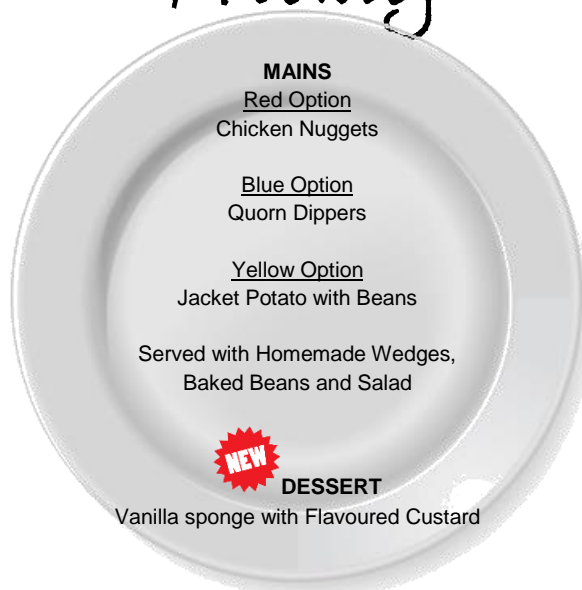 MAINS
Red Option
Chicken Nuggets
Blue Option
Quorn Dippers
Yellow Option
Jacket Potato with Beans
Served with Homemade Wedges,
Baked Beans and Salad
NEW
DESSERT
Vanilla sponge with Flavoured Custard